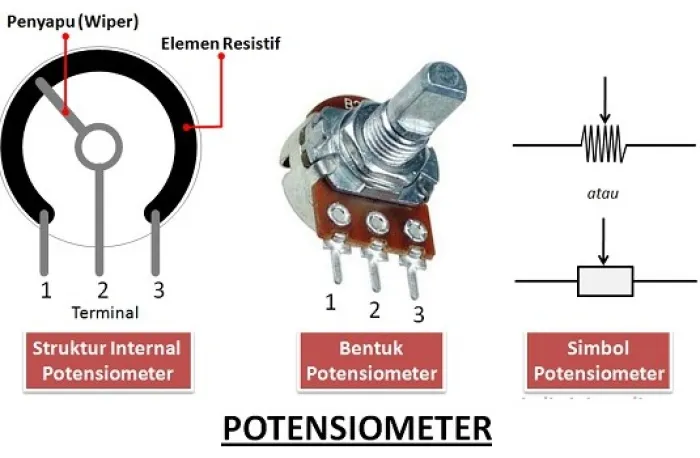 Penyapu (Wiper)
Elemen Resistif
1 2 3
Terminal
Struktur Internal
Potensiometer
1 2 3
Bentuk
Potensiometer
atau
Simbol
Potensiometer
POTENSIOMETER